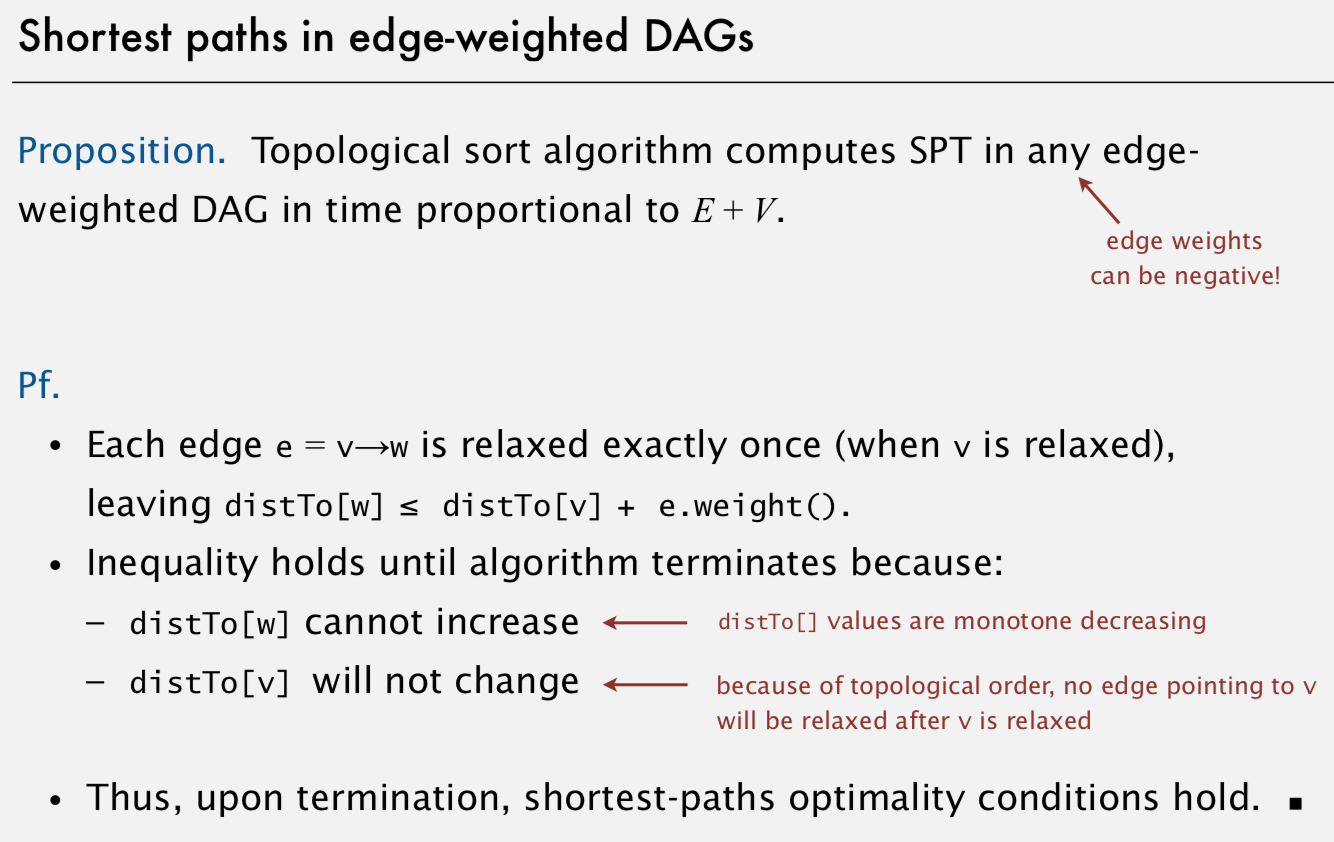 Shortest paths in edge-weighted DAGs
Proposition. Topological sort algorithm computes SPT in any edge-
weighted DAG in time proportional to E + V.
edge weights
can be negative!
Pf.
• Each edge e = v→w is relaxed exactly once (when v is relaxed),
leaving distTo[w] ≤ distTo[v] + e.weight().
• Inequality holds until algorithm terminates because:
– distTo[w] cannot increase
distTo[] values are monotone decreasing
– distTo[v] will not change
because of topological order, no edge pointing to v
will be relaxed after v is relaxed
• Thus, upon termination, shortest-paths optimality conditions hold. ■